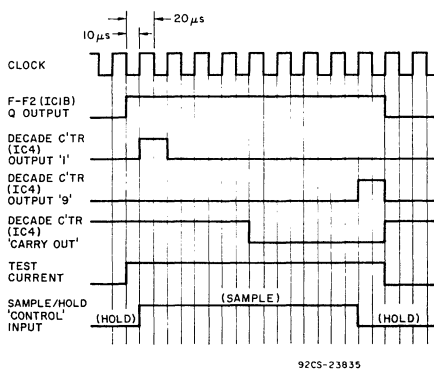 20μs
10μs
CLOCK
F-F2 (IC1B)
Q OUTPUT
DECADE C'TR
(IC4)
OUTPUT '1'
DECADE C'TR
(IC4)
OUTPUT '9'
DECADE C'TR
(IC4)
'CARRY OUT'
TEST
CURRENT
SAMPLE/HOLD
'CONTROL'
INPUT
(HOLD)
(SAMPLE)
(HOLD)
92CS-23835